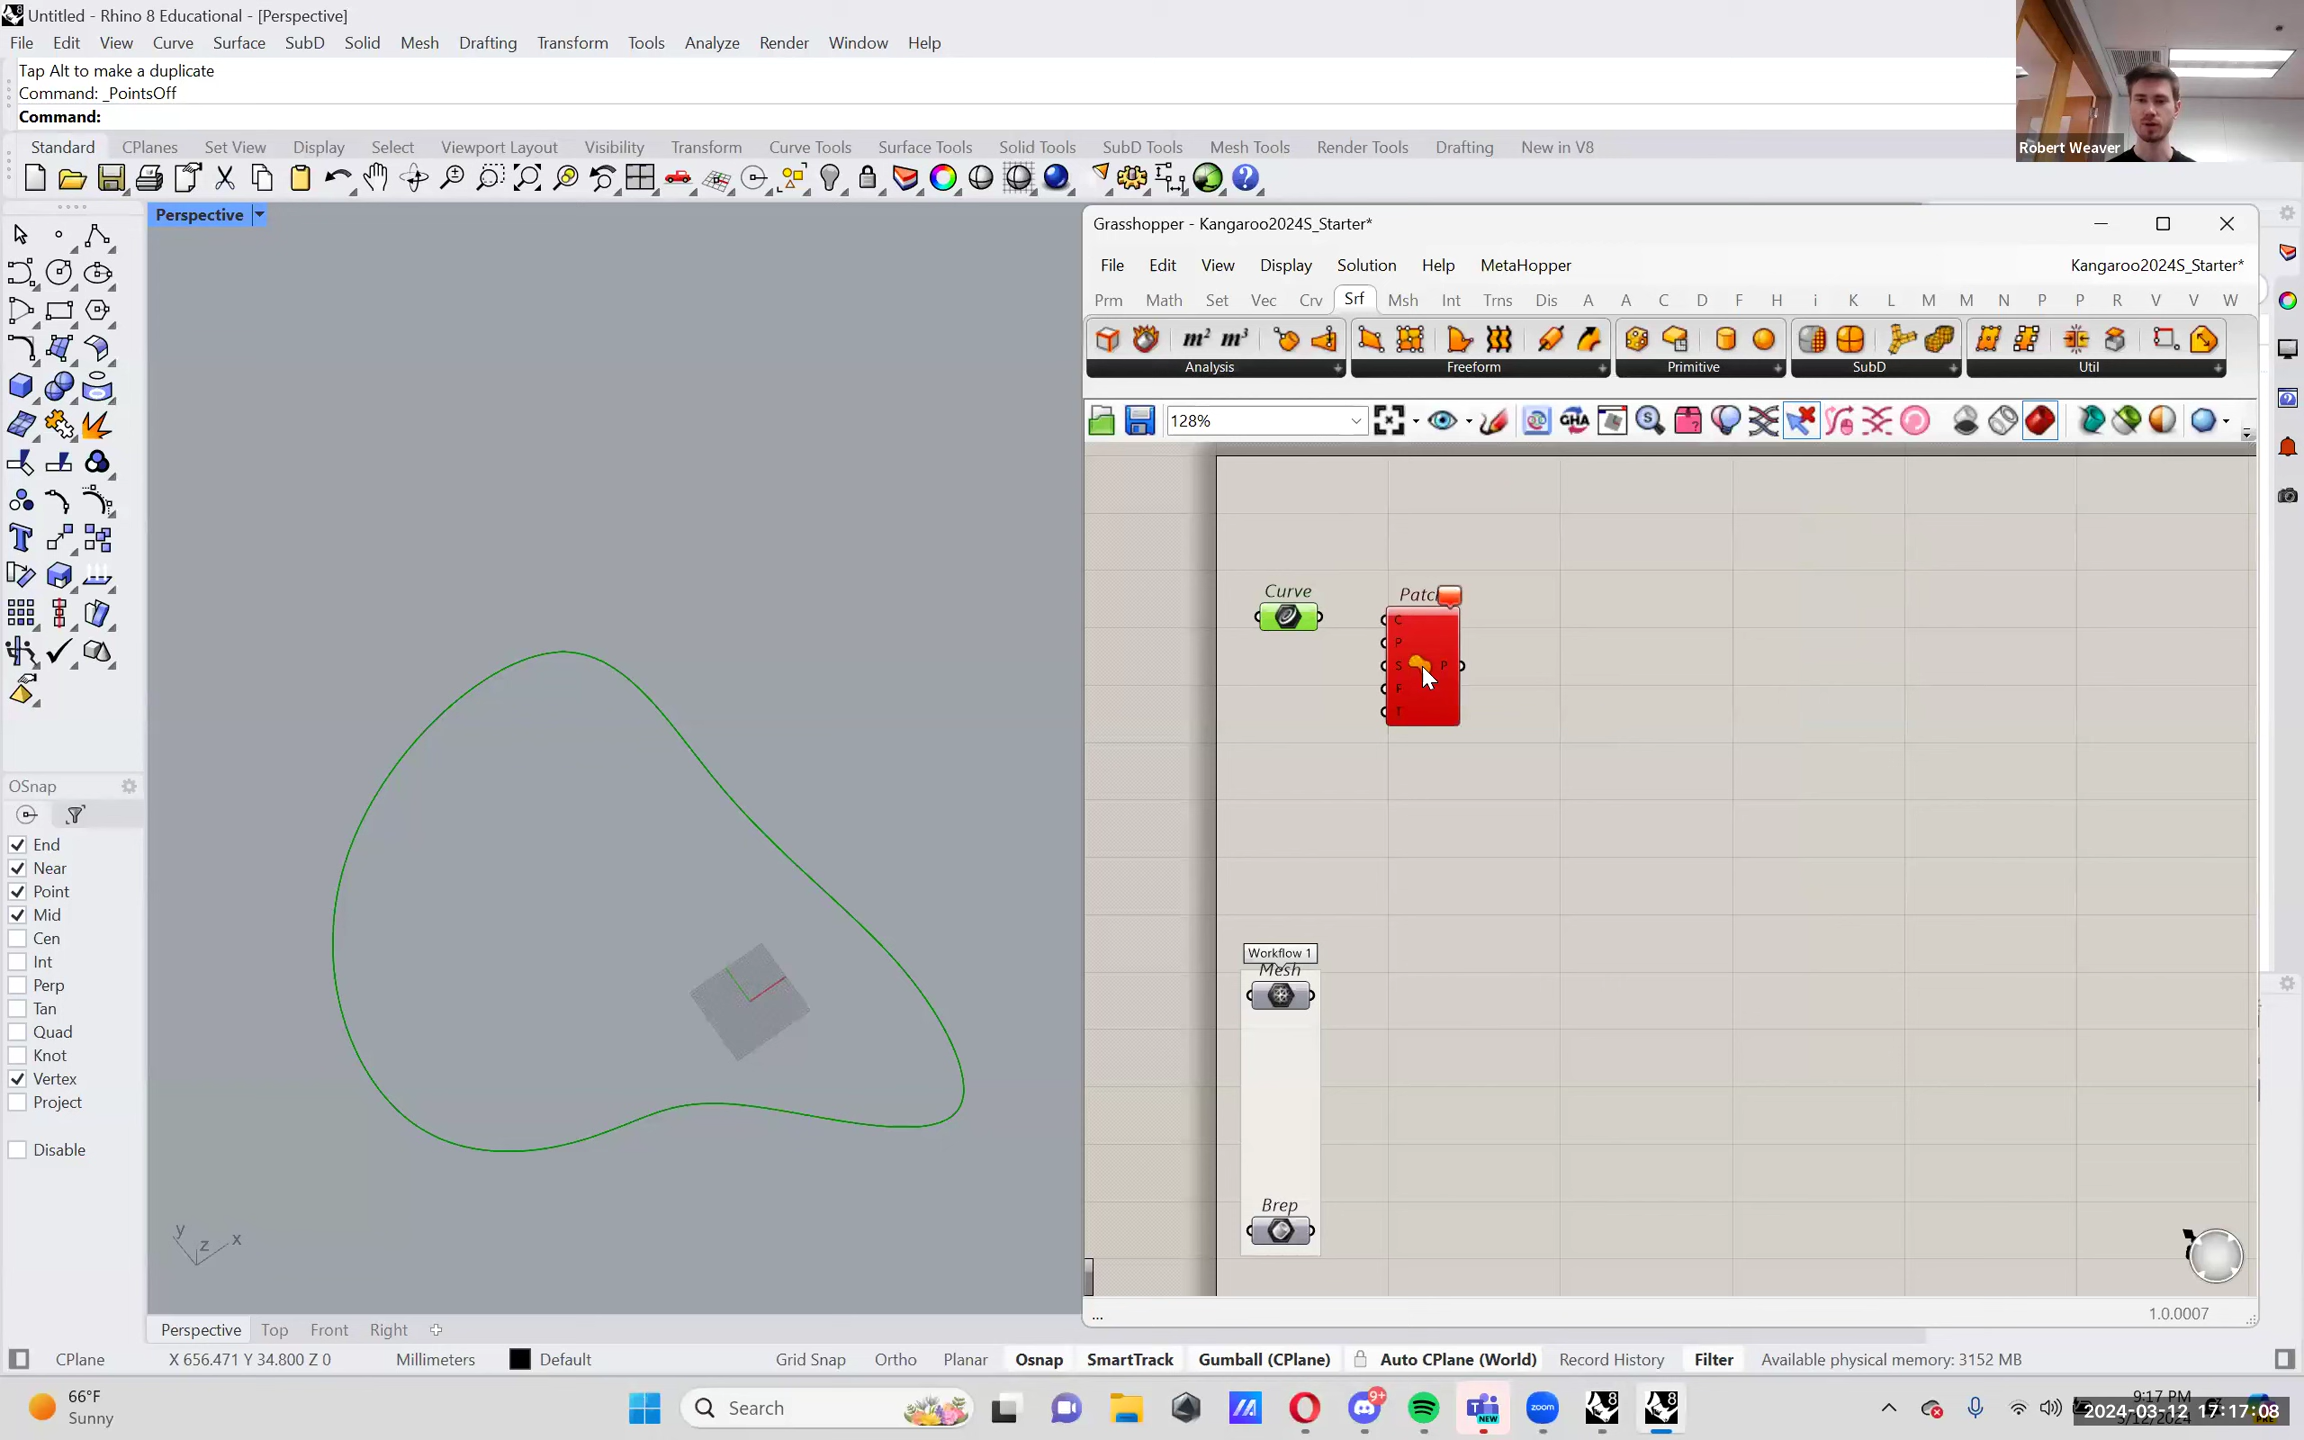 Untitled - Rhino 8 Educational - [Perspective]
File Edit View Curve Surface SubD Solid Mesh Drafting Transform Tools Analyze Render Window Help
Tap Alt to make a duplicate
Command: _PointsOff
Command:
Robert Weaver
Standard CPlanes Set View Display Select Viewport Layout Visibility Transform Curve Tools Surface Tools Solid Tools SubD Tools Mesh Tools Render Tools Drafting New in V8
Perspective
Grasshopper - Kangaroo2024S_Starter*
File Edit View Display Solution Help MetaHopper Kangaroo2024S_Starter*
Prm Math Set Vec Crv Srf Msh Int Trns Dis A A C D F H i K L M M N P P R V V W
m² m³
Analysis Freeform Primitive SubD Util
128%
GHA
Curve
Patch
C
P
S P
F
T
Workflow 1
Mesh
Brep
OSnap
End
Near
Point
Mid
Cen
Int
Perp
Tan
Quad
Knot
Vertex
Project
Disable
y z x
... 1.0.0007
Perspective Top Front Right
CPlane X 656.471 Y 34.800 Z 0 Millimeters Default Grid Snap Ortho Planar Osnap SmartTrack Gumball (CPlane) Auto CPlane (World) Record History Filter Available physical memory: 3152 MB
66°F
Sunny
Search
9+
NEW
zoom
9:17 PM
2024-03-12 17:17:08